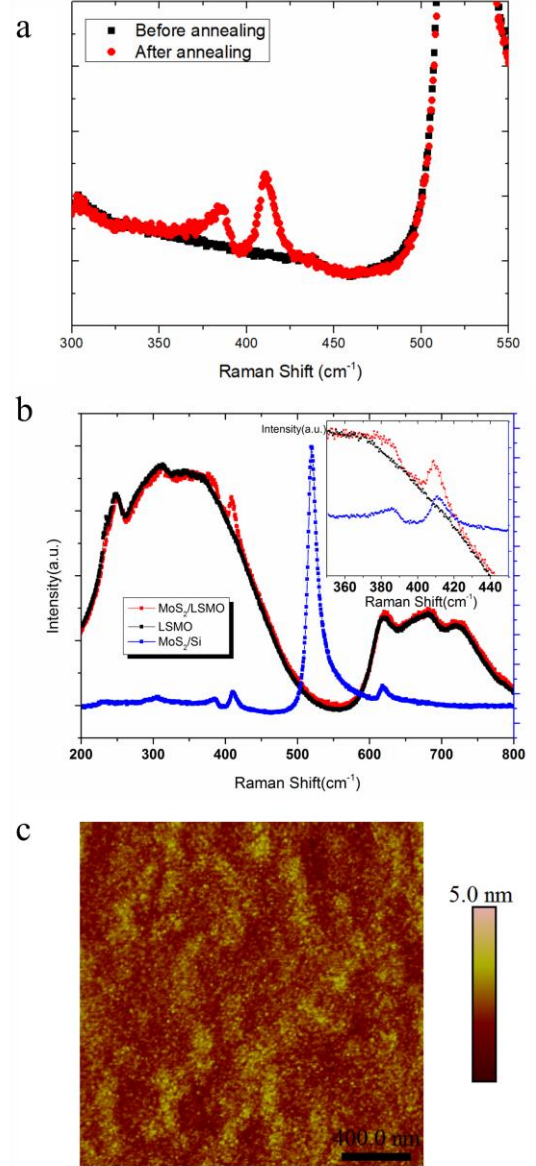 a
Before annealing
After annealing
300 350 400 450 500 550
Raman Shift (cm⁻¹)
b
Intensity(a.u.)
Intensity(a.u.)
360 380 400 420 440
Raman Shift(cm⁻¹)
MoS₂/LSMO
LSMO
MoS₂/Si
200 300 400 500 600 700 800
Raman Shift(cm⁻¹)
c
5.0 nm
400.0 nm